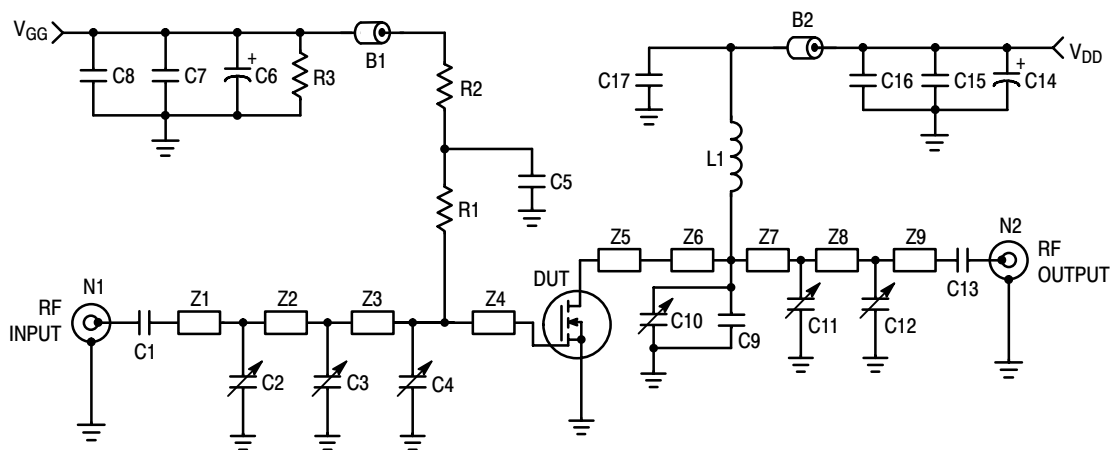 VGG
B1
B2
VDD
C8
C7
+
C6
R3
R2
C17
C16
C15
+
C14
C5
L1
R1
N1
RF
INPUT
C1
Z1
Z2
Z3
Z4
C2
C3
C4
DUT
Z5
Z6
Z7
Z8
Z9
N2
RF
OUTPUT
C13
C10
C9
C11
C12